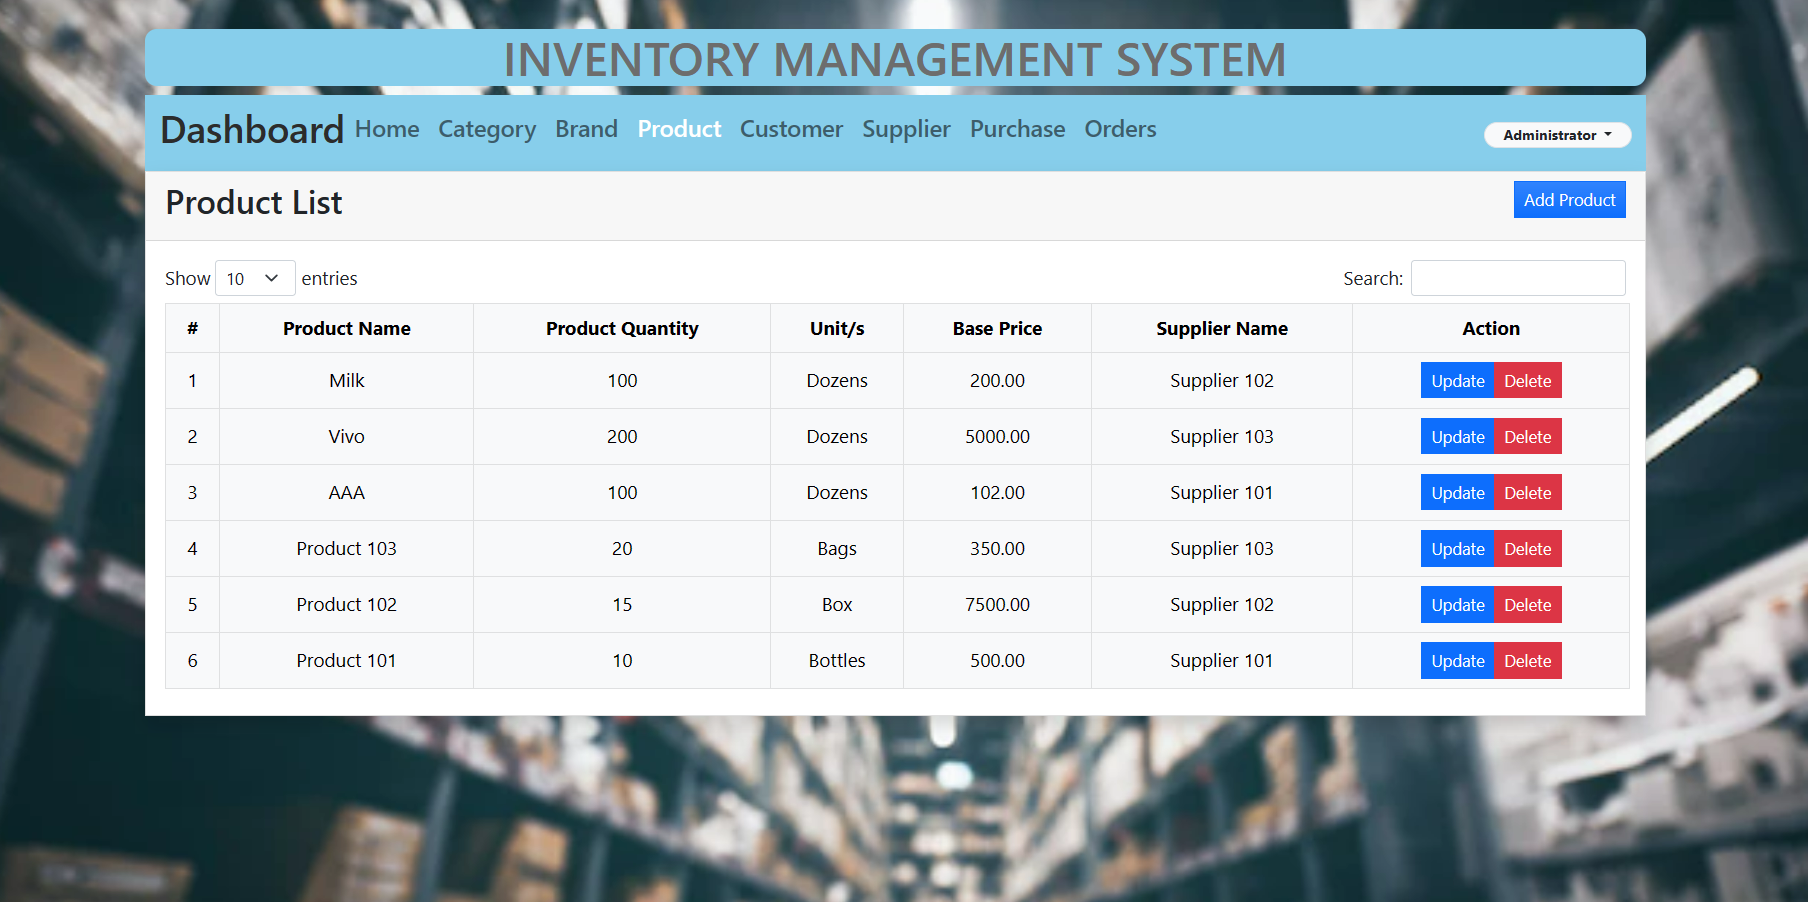 INVENTORY MANAGEMENT SYSTEM
Dashboard Home Category Brand Product Customer Supplier Purchase Orders Administrator
Product List Add Product
Show 10 entries Search:
# Product Name Product Quantity Unit/s Base Price Supplier Name Action
1 Milk 100 Dozens 200.00 Supplier 102 Update Delete
2 Vivo 200 Dozens 5000.00 Supplier 103 Update Delete
3 AAA 100 Dozens 102.00 Supplier 101 Update Delete
4 Product 103 20 Bags 350.00 Supplier 103 Update Delete
5 Product 102 15 Box 7500.00 Supplier 102 Update Delete
6 Product 101 10 Bottles 500.00 Supplier 101 Update Delete